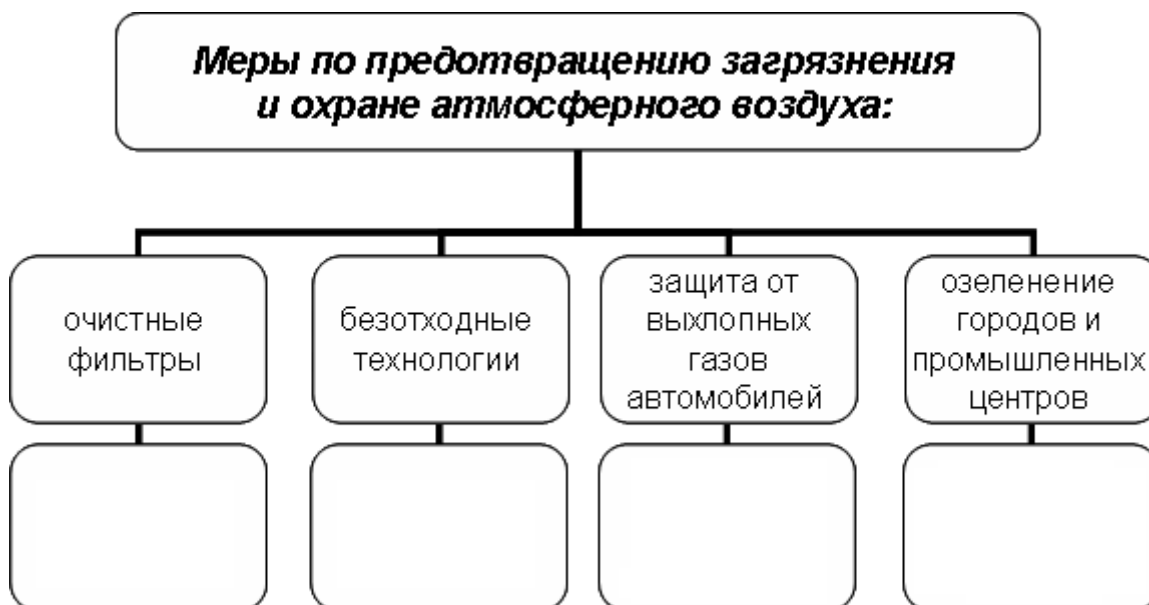 Меры по предотвращению загрязнения
и охране атмосферного воздуха:
очистные
фильтры
безотходные
технологии
защита от
выхлопных
газов
автомобилей
озеленение
городов и
промышленных
центров